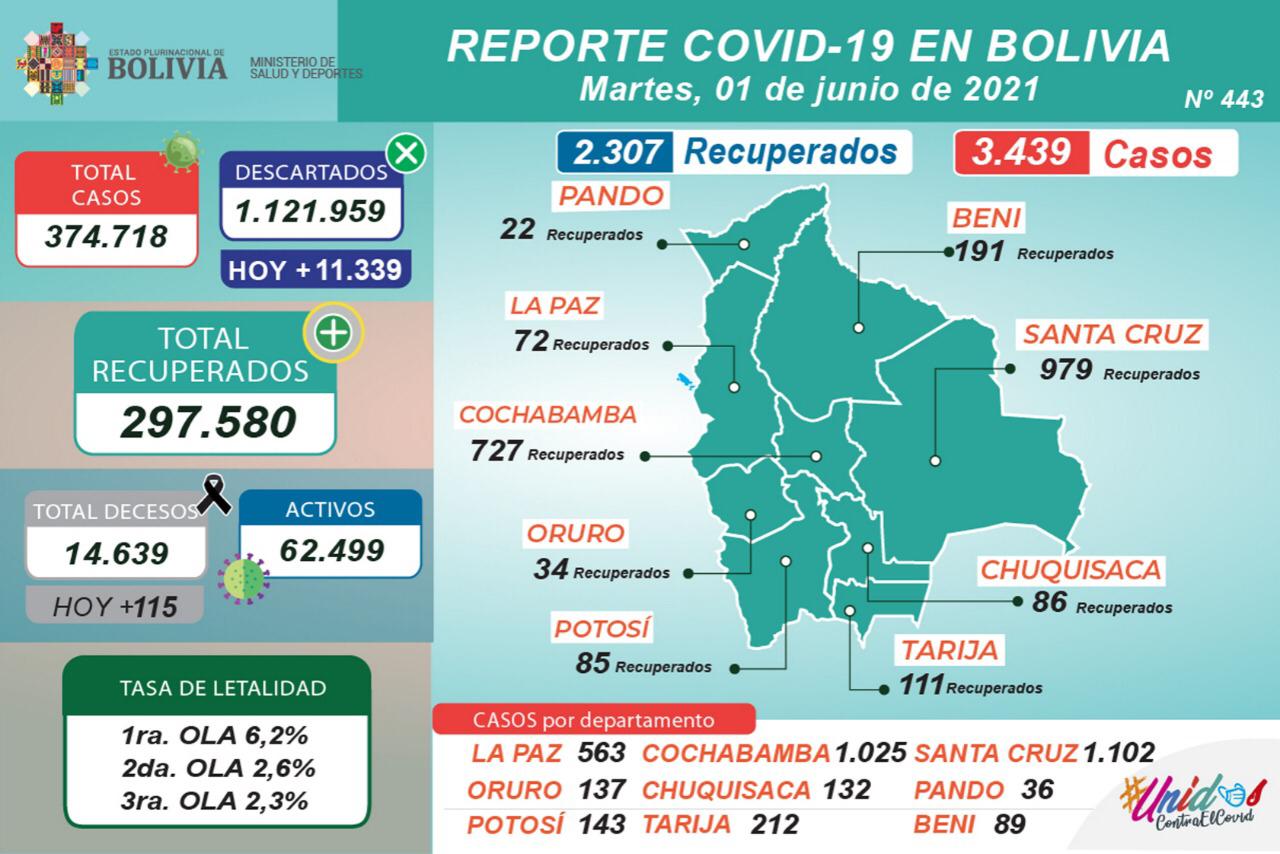 ESTADO PLURINACIONAL DE
BOLIVIA
MINISTERIO DE
SALUD Y DEPORTES
REPORTE COVID-19 EN BOLIVIA
Martes, 01 de junio de 2021
Nº 443
TOTAL
CASOS
374.718
DESCARTADOS
1.121.959
HOY +11.339
TOTAL
RECUPERADOS
297.580
TOTAL DECESOS
14.639
HOY +115
ACTIVOS
62.499
TASA DE LETALIDAD
1ra. OLA 6,2%
2da. OLA 2,6%
3ra. OLA 2,3%
2.307 Recuperados
3.439 Casos
PANDO
22 Recuperados
BENI
191 Recuperados
LA PAZ
72 Recuperados
SANTA CRUZ
979 Recuperados
COCHABAMBA
727 Recuperados
ORURO
34 Recuperados
CHUQUISACA
86 Recuperados
POTOSÍ
85 Recuperados
TARIJA
111 Recuperados
CASOS por departamento
LA PAZ 563 COCHABAMBA 1.025 SANTA CRUZ 1.102
ORURO 137 CHUQUISACA 132 PANDO 36
POTOSÍ 143 TARIJA 212 BENI 89
#Unidos
ContraElCovid